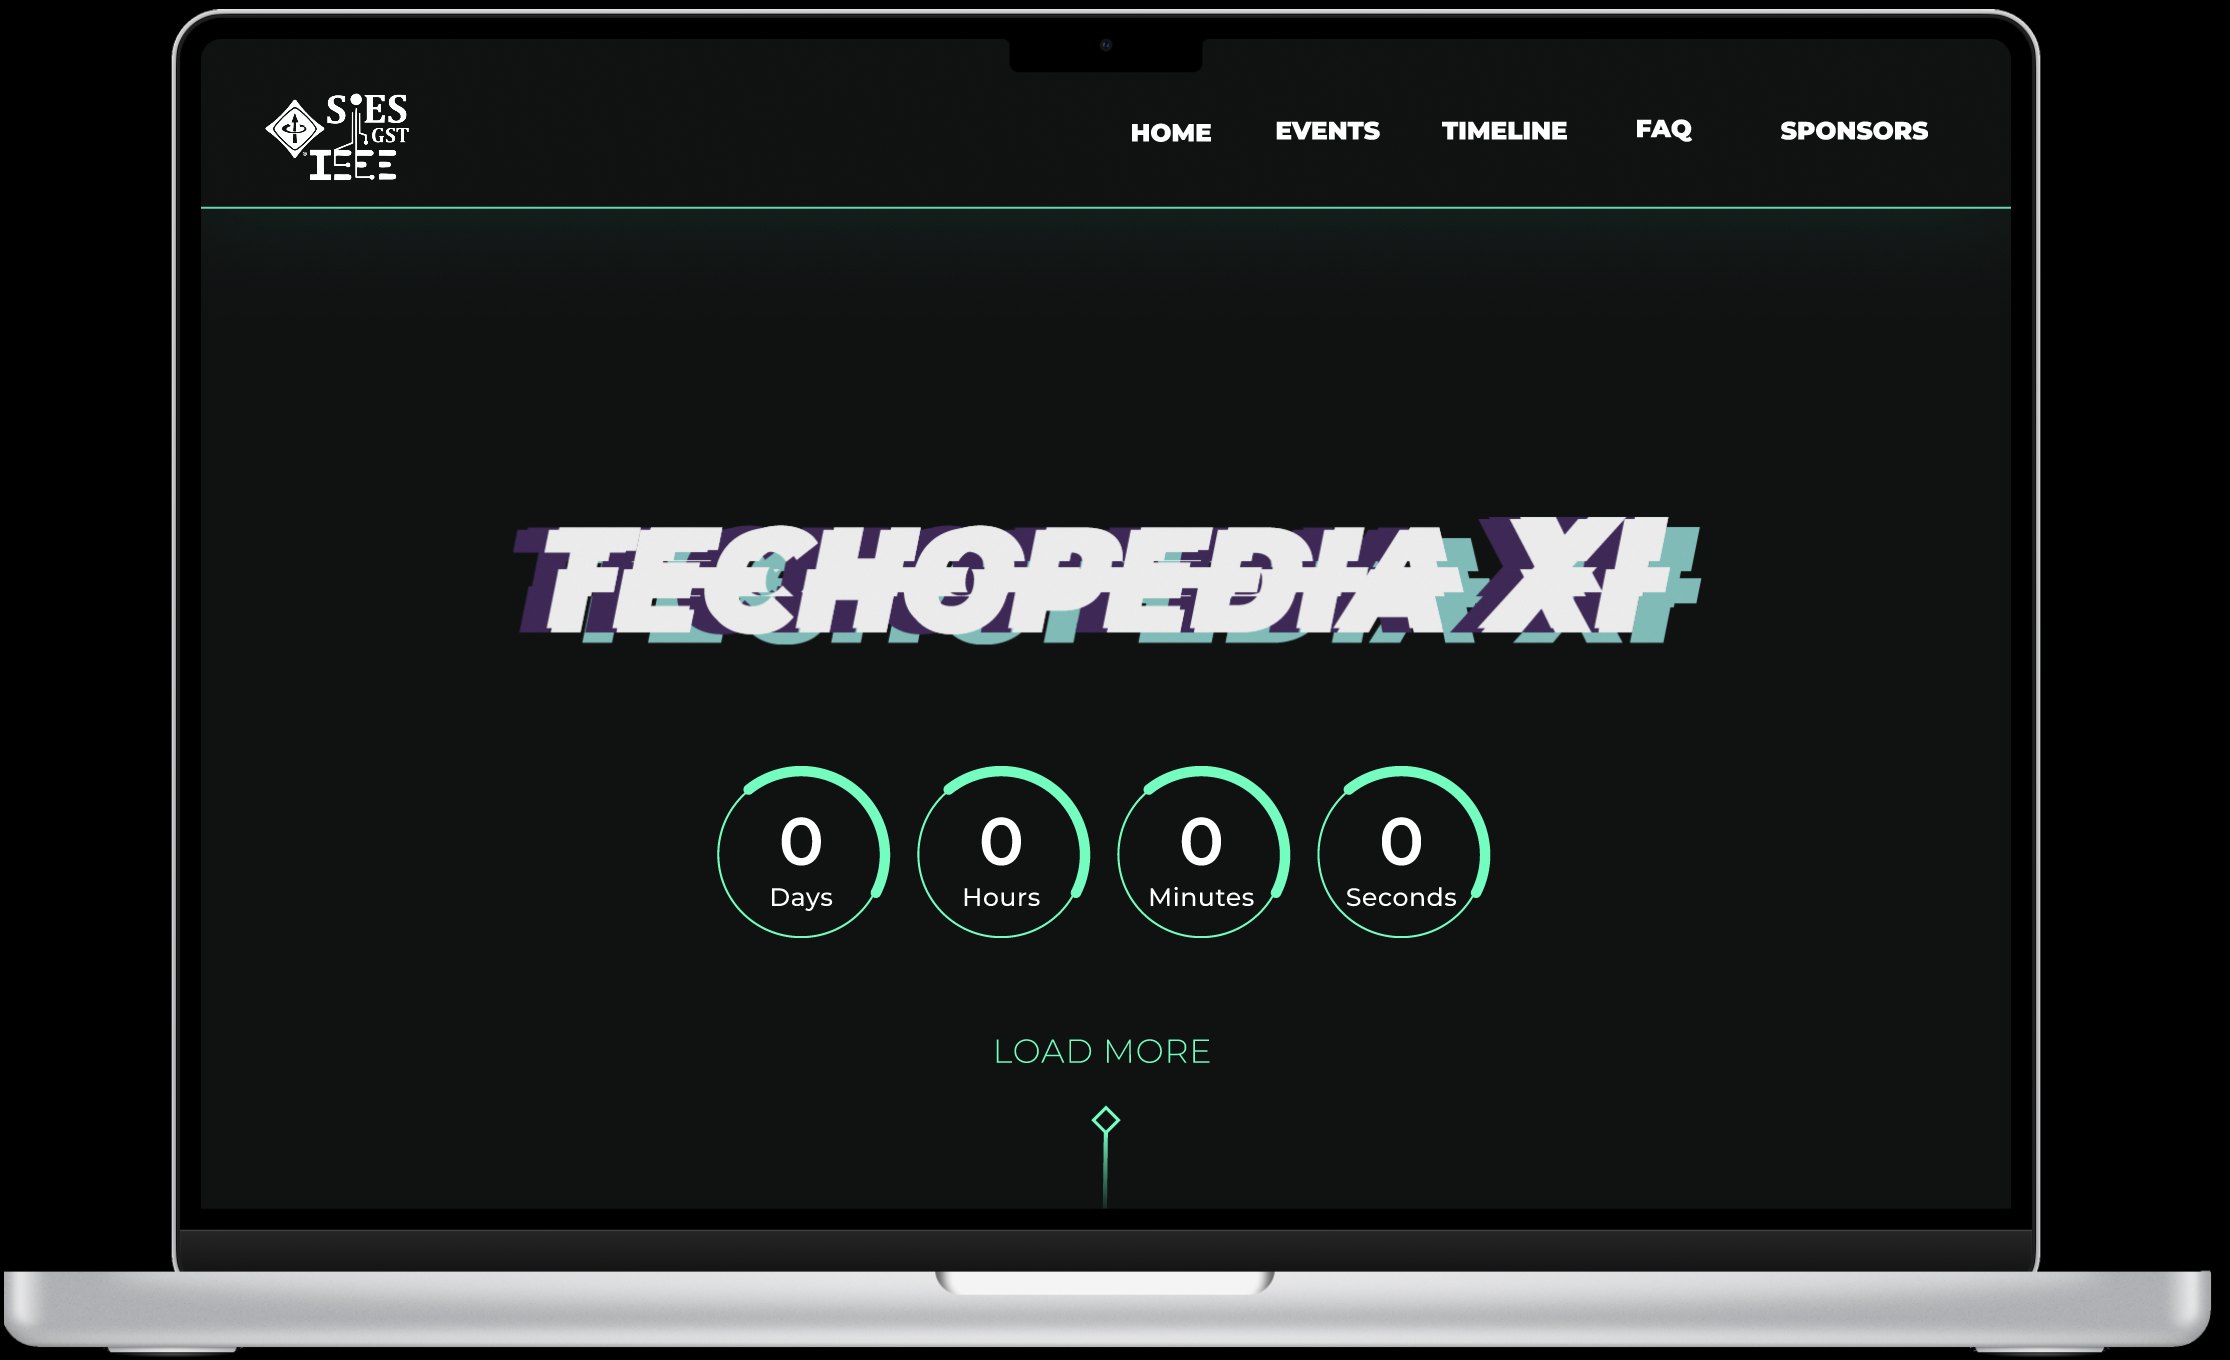 SiES
GST
IEEE
HOME EVENTS TIMELINE FAQ SPONSORS
TECHOPEDIA XI
0 0 0 0
Days Hours Minutes Seconds
LOAD MORE